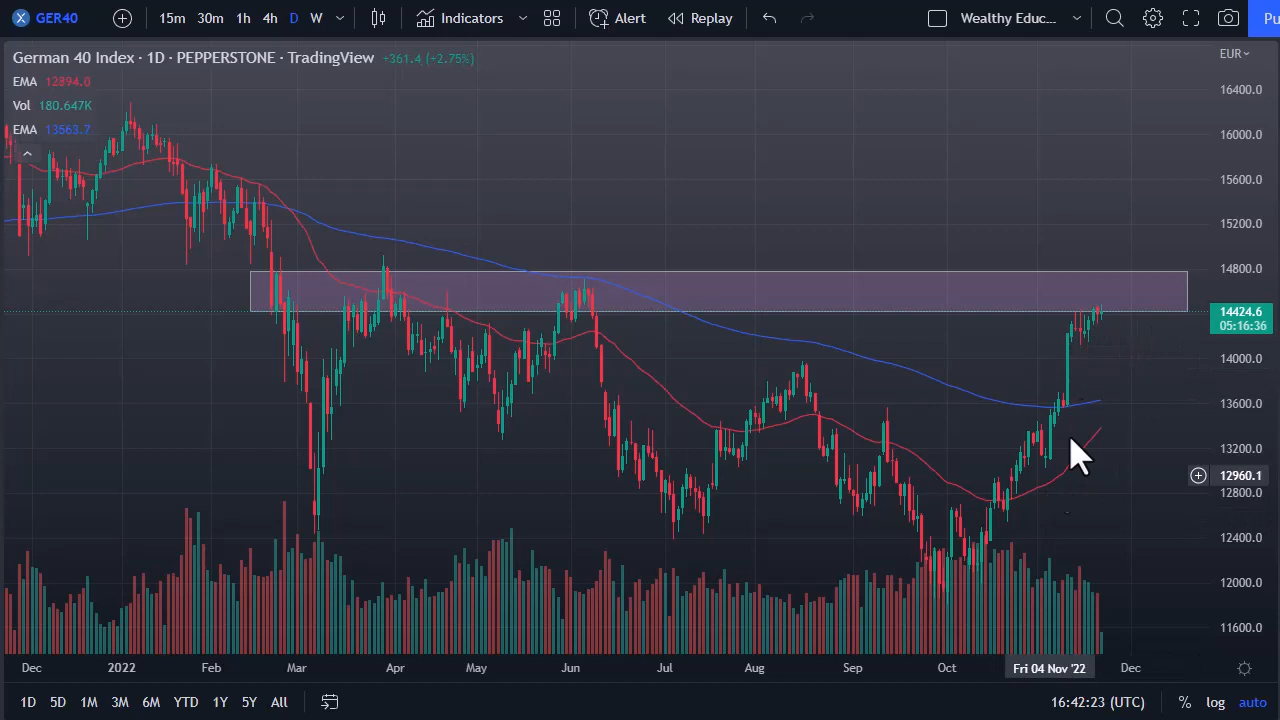 GER40 15m 30m 1h 4h D W Indicators Alert Replay Wealthy Educ... Pu
German 40 Index · 1D · PEPPERSTONE · TradingView +361.4 (+2.75%) EUR
EMA 12894.0
Vol 180.647K
EMA 13563.7
16400.0
16000.0
15600.0
15200.0
14800.0
14424.6
05:16:36
14000.0
13600.0
13200.0
12960.1
12800.0
12400.0
12000.0
11600.0
Dec 2022 Feb Mar Apr May Jun Jul Aug Sep Oct Fri 04 Nov '22 Dec
1D 5D 1M 3M 6M YTD 1Y 5Y All 16:42:23 (UTC) % log auto